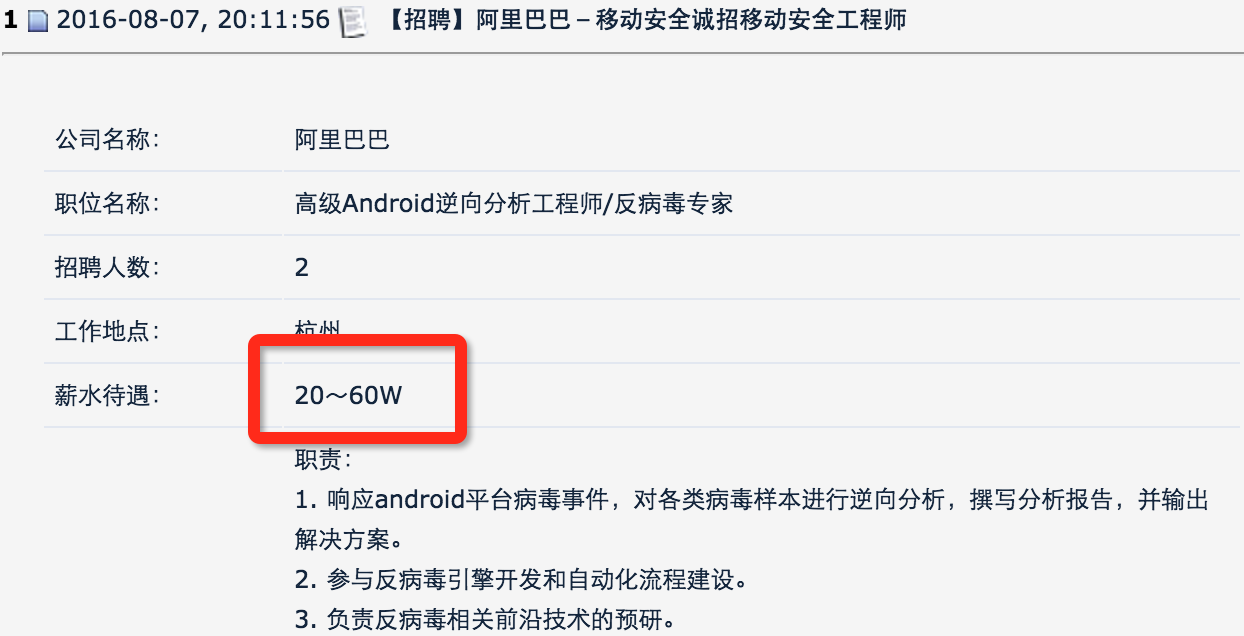 1 2016-08-07, 20:11:56 【招聘】阿里巴巴 – 移动安全诚招移动安全工程师
公司名称： 阿里巴巴
职位名称： 高级Android逆向分析工程师/反病毒专家
招聘人数： 2
工作地点： 杭州
薪水待遇： 20～60W
职责：
1. 响应android平台病毒事件，对各类病毒样本进行逆向分析，撰写分析报告，并输出
解决方案。
2. 参与反病毒引擎开发和自动化流程建设。
3. 负责反病毒相关前沿技术的预研。